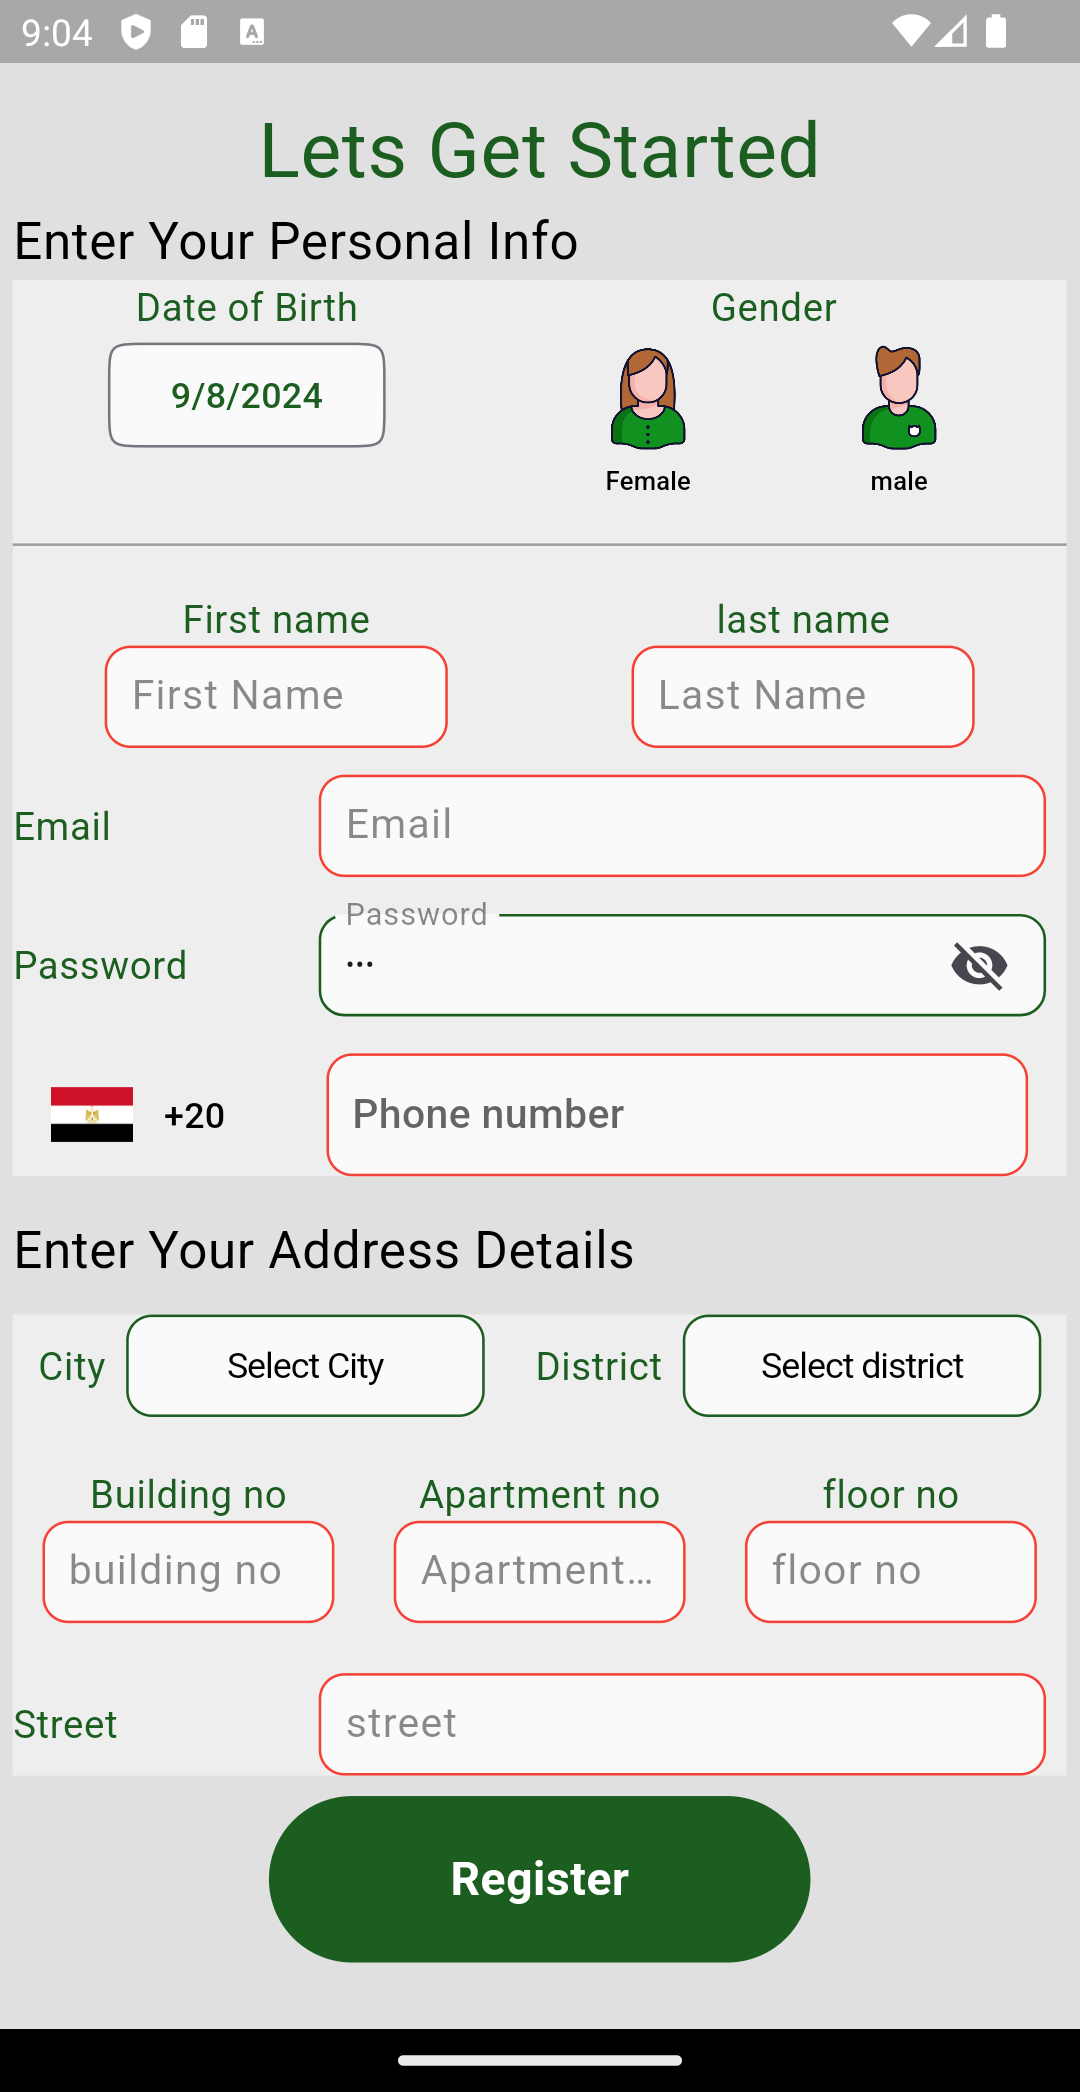 9:04
Lets Get Started
Enter Your Personal Info
Date of Birth
Gender
9/8/2024
Female
male
First name
last name
First Name
Last Name
Email
Email
Password
Password
•••
+20
Phone number
Enter Your Address Details
City
Select City
District
Select district
Building no
Apartment no
floor no
building no
Apartment…
floor no
Street
street
Register